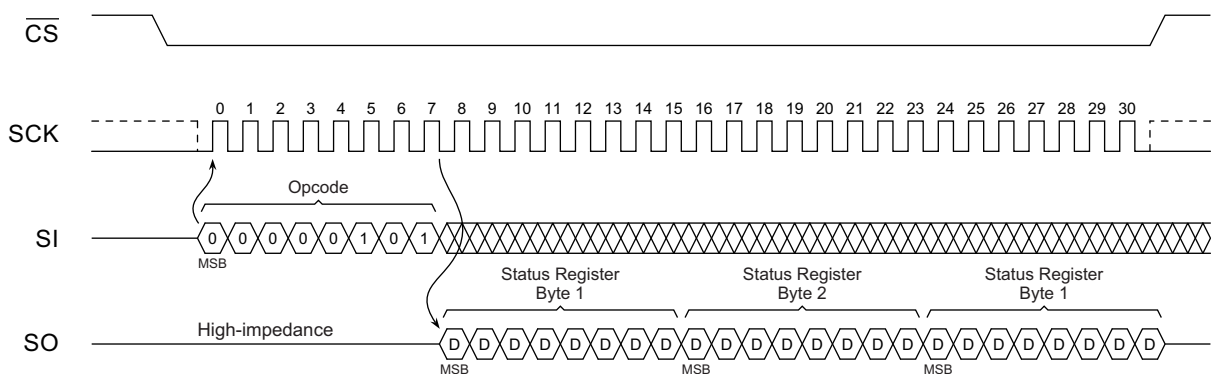 CS
0 1 2 3 4 5 6 7 8 9 10 11 12 13 14 15 16 17 18 19 20 21 22 23 24 25 26 27 28 29 30
SCK
Opcode
SI
0 0 0 0 0 1 0 1
MSB
Status Register
Byte 1
Status Register
Byte 2
Status Register
Byte 1
High-impedance
SO
D D D D D D D D D D D D D D D D D D D D D D D D
MSB
MSB
MSB